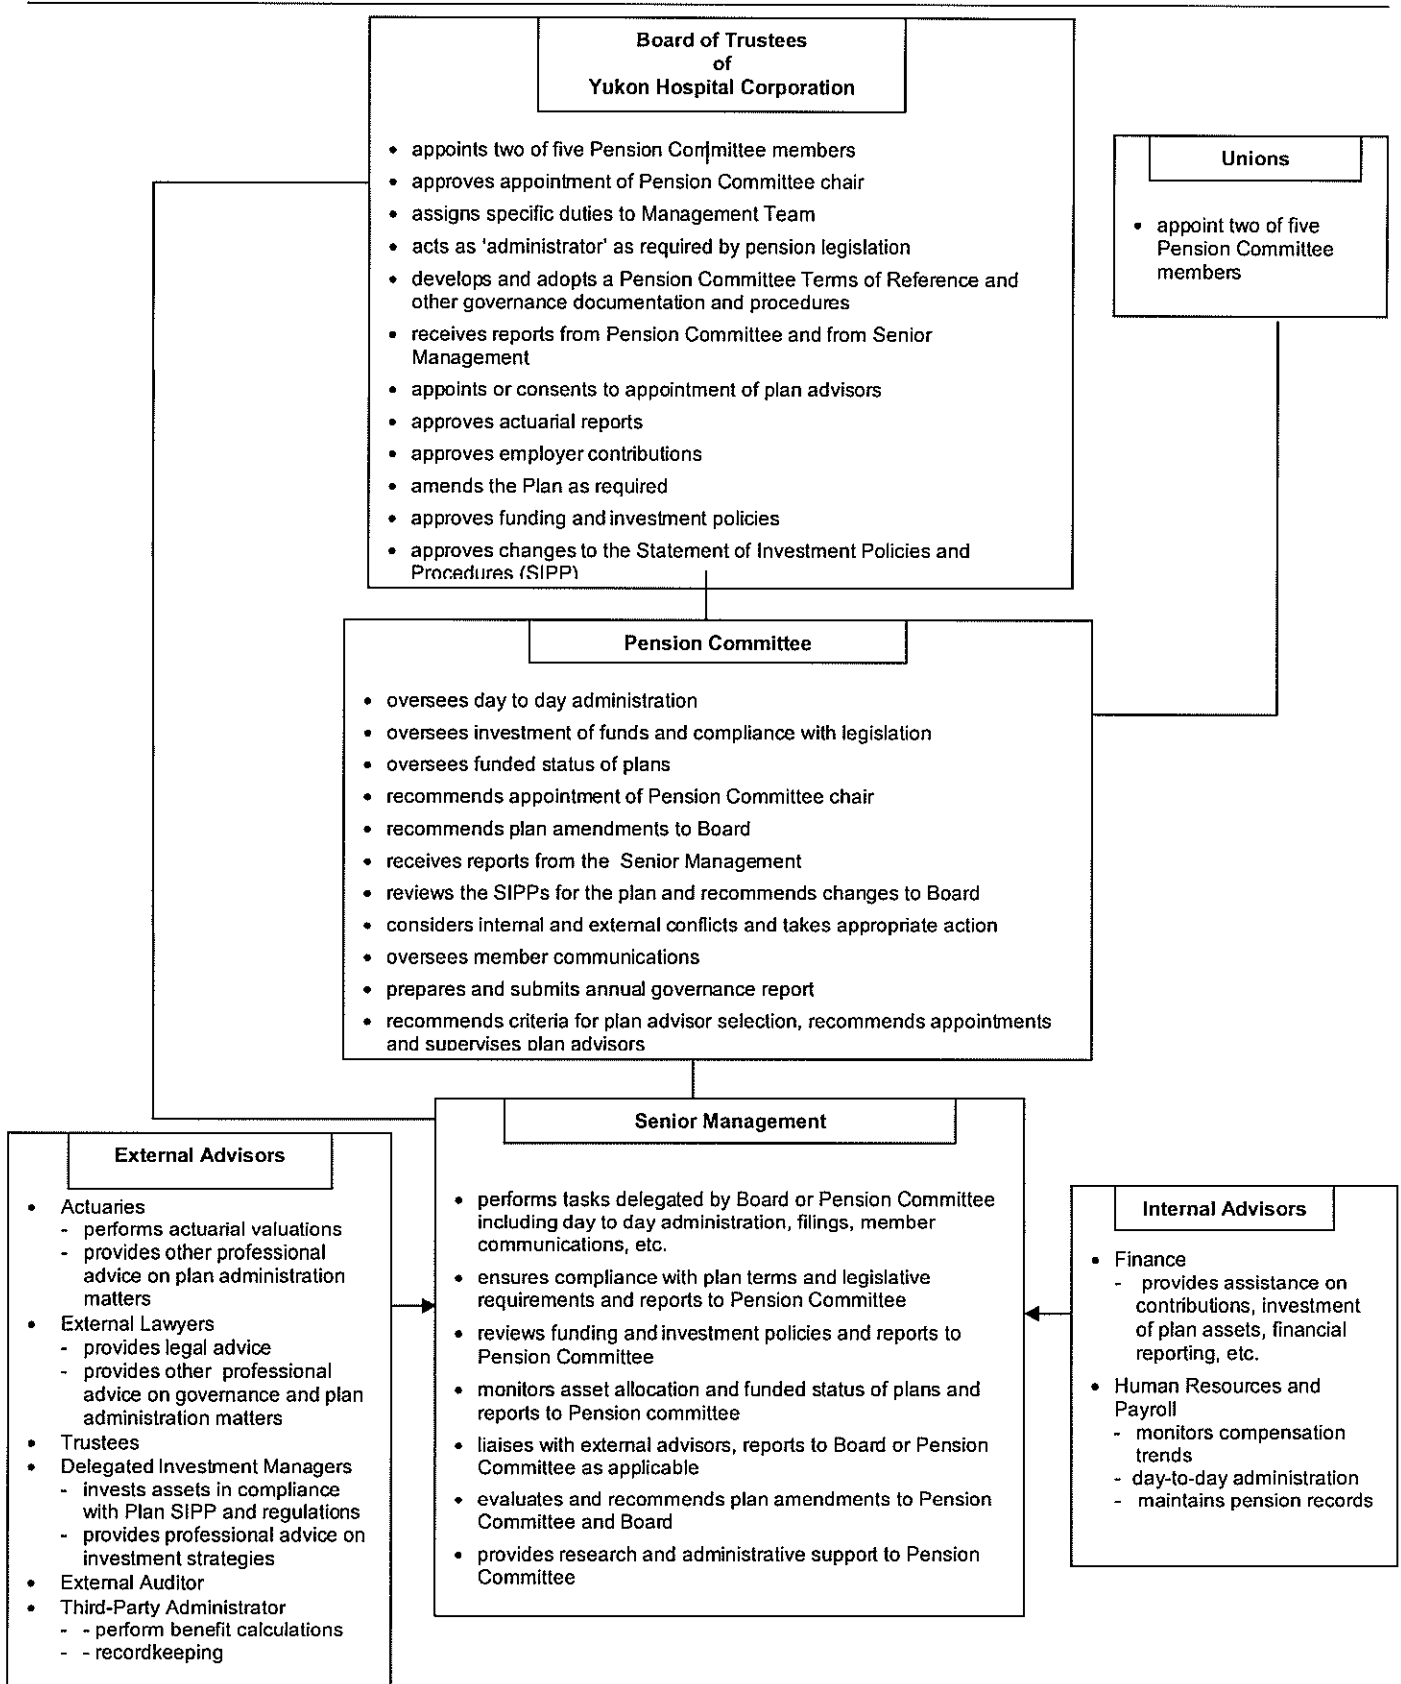 Board of Trustees
of
Yukon Hospital Corporation
• appoints two of five Pension Committee members
• approves appointment of Pension Committee chair
• assigns specific duties to Management Team
• acts as 'administrator' as required by pension legislation
• develops and adopts a Pension Committee Terms of Reference and
other governance documentation and procedures
• receives reports from Pension Committee and from Senior
Management
• appoints or consents to appointment of plan advisors
• approves actuarial reports
• approves employer contributions
• amends the Plan as required
• approves funding and investment policies
• approves changes to the Statement of Investment Policies and
Procedures (SIPP)
Unions
• appoint two of five
Pension Committee
members
Pension Committee
• oversees day to day administration
• oversees investment of funds and compliance with legislation
• oversees funded status of plans
• recommends appointment of Pension Committee chair
• recommends plan amendments to Board
• receives reports from the Senior Management
• reviews the SIPPs for the plan and recommends changes to Board
• considers internal and external conflicts and takes appropriate action
• oversees member communications
• prepares and submits annual governance report
• recommends criteria for plan advisor selection, recommends appointments
and supervises plan advisors
Senior Management
• performs tasks delegated by Board or Pension Committee
including day to day administration, filings, member
communications, etc.
• ensures compliance with plan terms and legislative
requirements and reports to Pension Committee
• reviews funding and investment policies and reports to
Pension Committee
• monitors asset allocation and funded status of plans and
reports to Pension committee
• liaises with external advisors, reports to Board or Pension
Committee as applicable
• evaluates and recommends plan amendments to Pension
Committee and Board
• provides research and administrative support to Pension
Committee
External Advisors
• Actuaries
- performs actuarial valuations
- provides other professional
advice on plan administration
matters
• External Lawyers
- provides legal advice
- provides other professional
advice on governance and plan
administration matters
• Trustees
• Delegated Investment Managers
- invests assets in compliance
with Plan SIPP and regulations
- provides professional advice on
investment strategies
• External Auditor
• Third-Party Administrator
- - perform benefit calculations
- - recordkeeping
Internal Advisors
• Finance
- provides assistance on
contributions, investment
of plan assets, financial
reporting, etc.
• Human Resources and
Payroll
- monitors compensation
trends
- day-to-day administration
- maintains pension records